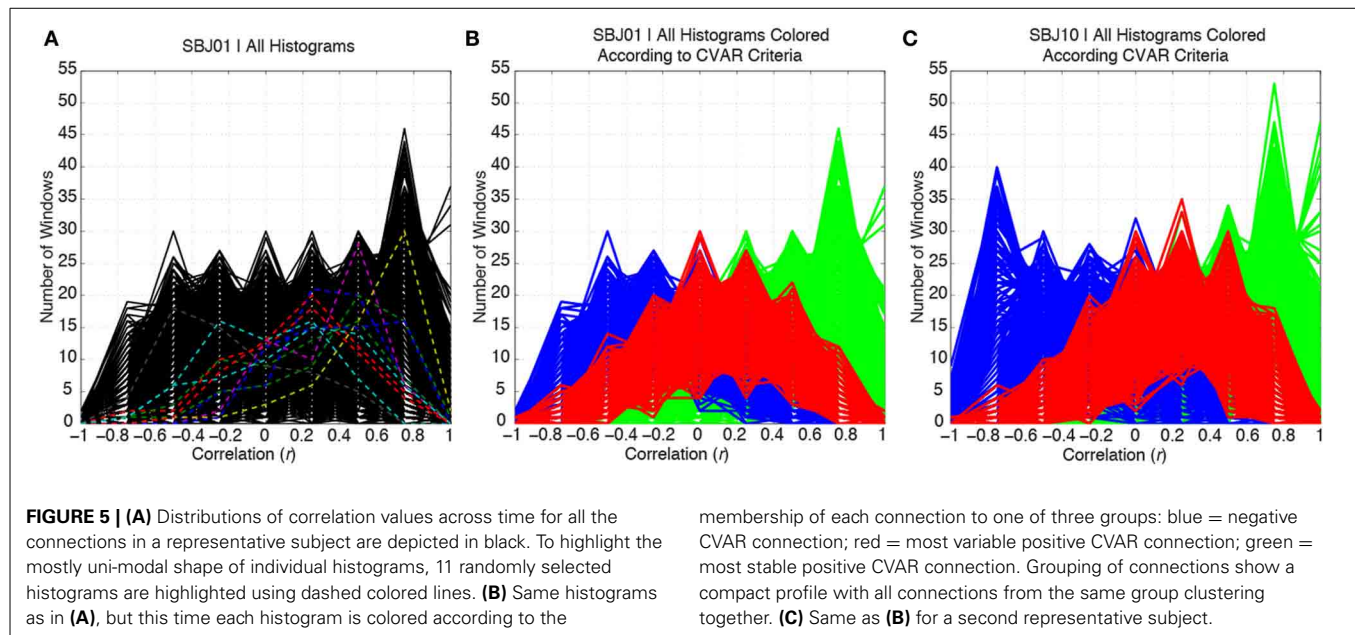 A
SBJ01 | All Histograms
55
50
45
40
35
30
25
20
15
10
5
0
Number of Windows
−1 −0.8 −0.6 −0.4 −0.2 0 0.2 0.4 0.6 0.8 1
Correlation (r)
B
SBJ01 | All Histograms Colored
According to CVAR Criteria
55
50
45
40
35
30
25
20
15
10
5
0
Number of Windows
−1 −0.8 −0.6 −0.4 −0.2 0 0.2 0.4 0.6 0.8 1
Correlation (r)
C
SBJ10 | All Histograms Colored
According CVAR Criteria
55
50
45
40
35
30
25
20
15
10
5
0
Number of Windows
−1 −0.8 −0.6 −0.4 −0.2 0 0.2 0.4 0.6 0.8 1
Correlation (r)
FIGURE 5 | (A) Distributions of correlation values across time for all the
connections in a representative subject are depicted in black. To highlight the
mostly uni-modal shape of individual histograms, 11 randomly selected
histograms are highlighted using dashed colored lines. (B) Same histograms
as in (A), but this time each histogram is colored according to the
membership of each connection to one of three groups: blue = negative
CVAR connection; red = most variable positive CVAR connection; green =
most stable positive CVAR connection. Grouping of connections show a
compact profile with all connections from the same group clustering
together. (C) Same as (B) for a second representative subject.